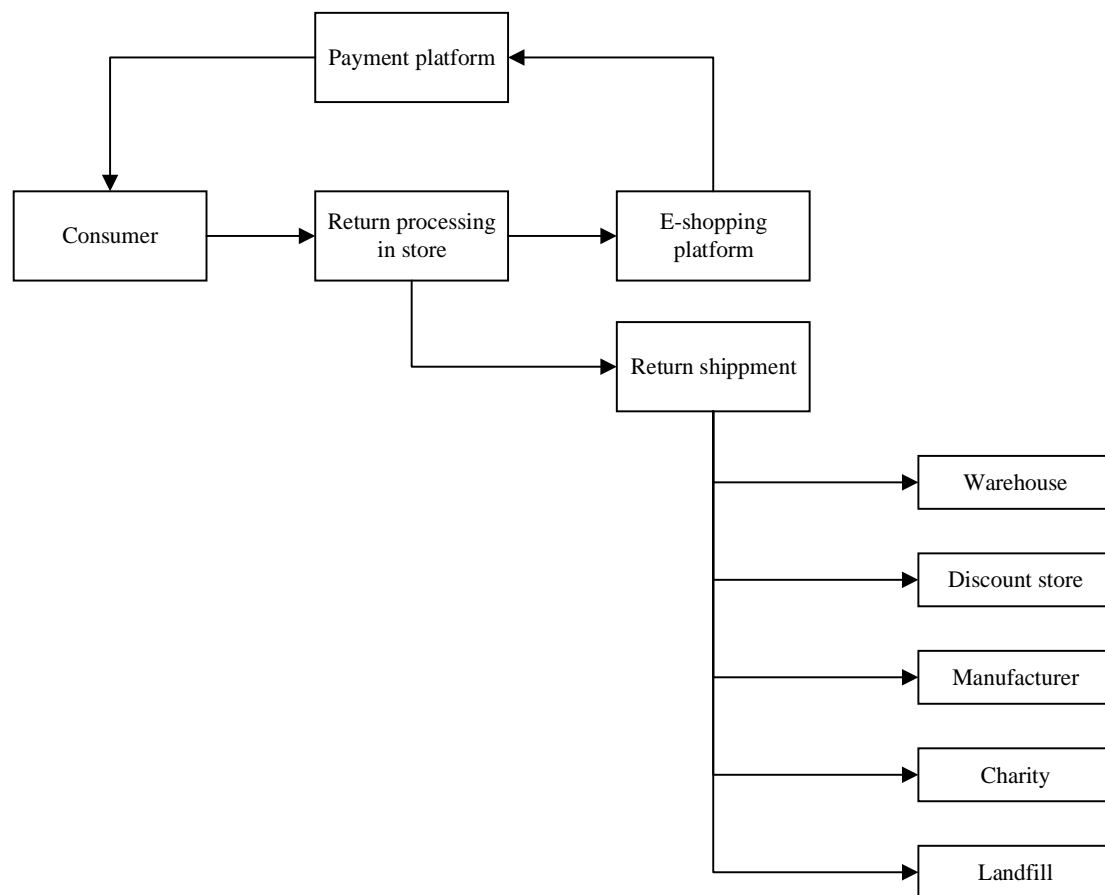 Payment platform
Consumer
Return processing
in store
E-shopping
platform
Return shippment
Warehouse
Discount store
Manufacturer
Charity
Landfill